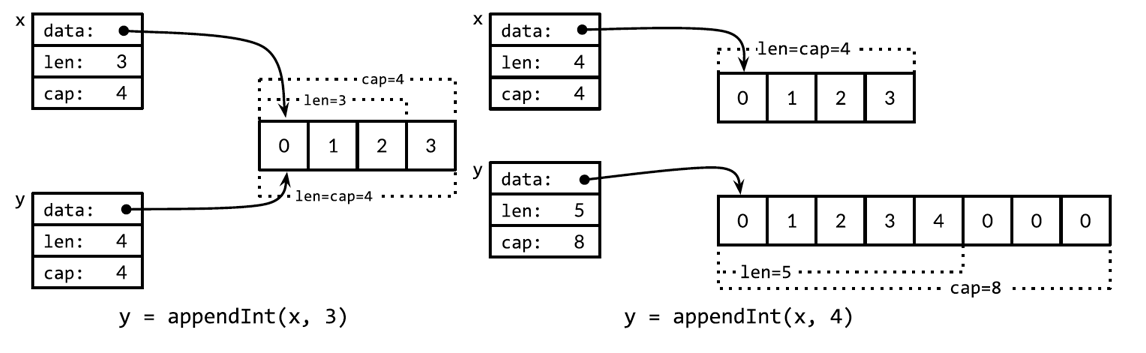 x
data:
len: 3
cap: 4
cap=4
len=3
0 1 2 3
len=cap=4
y
data:
len: 4
cap: 4
y = appendInt(x, 3)
x
data:
len: 4
cap: 4
len=cap=4
0 1 2 3
y
data:
len: 5
cap: 8
0 1 2 3 4 0 0 0
len=5
cap=8
y = appendInt(x, 4)